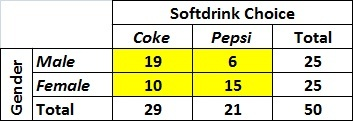 Softdrink Choice
Coke Pepsi Total
Gender
Male 19 6 25
Female 10 15 25
Total 29 21 50